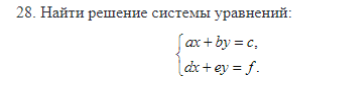 28. Найти решение системы уравнений:
ax + by = c,
dx + ey = f.